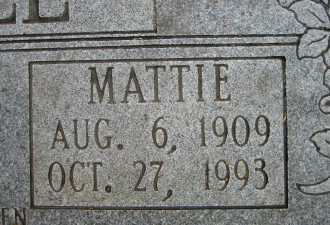 MATTIE
AUG. 6, 1909
OCT. 27, 1993